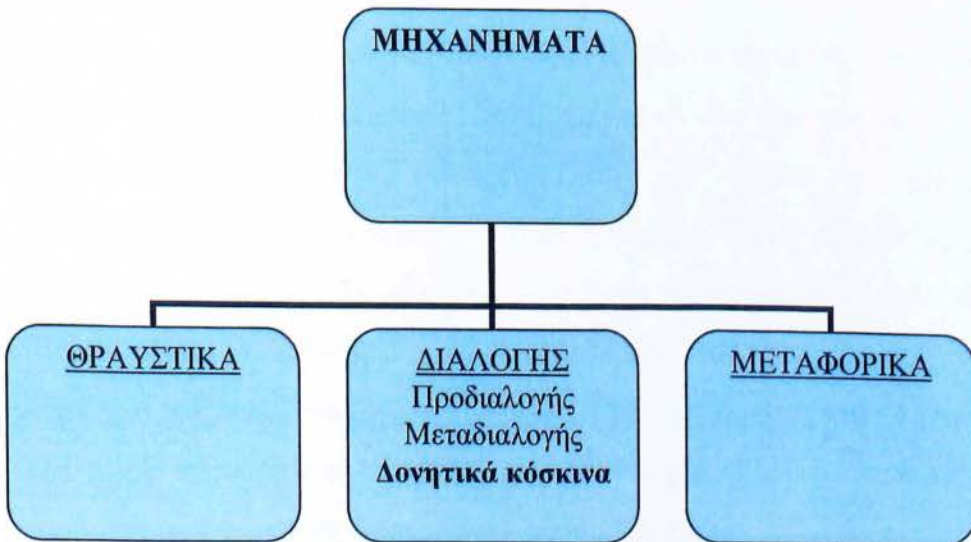 ΜΗΧΑΝΗΜΑΤΑ
ΘΡΑΥΣΤΙΚΑ
ΔΙΑΛΟΓΗΣ
Προδιαλογής
Μεταδιαλογής
Δονητικά κόσκινα
ΜΕΤΑΦΟΡΙΚΑ